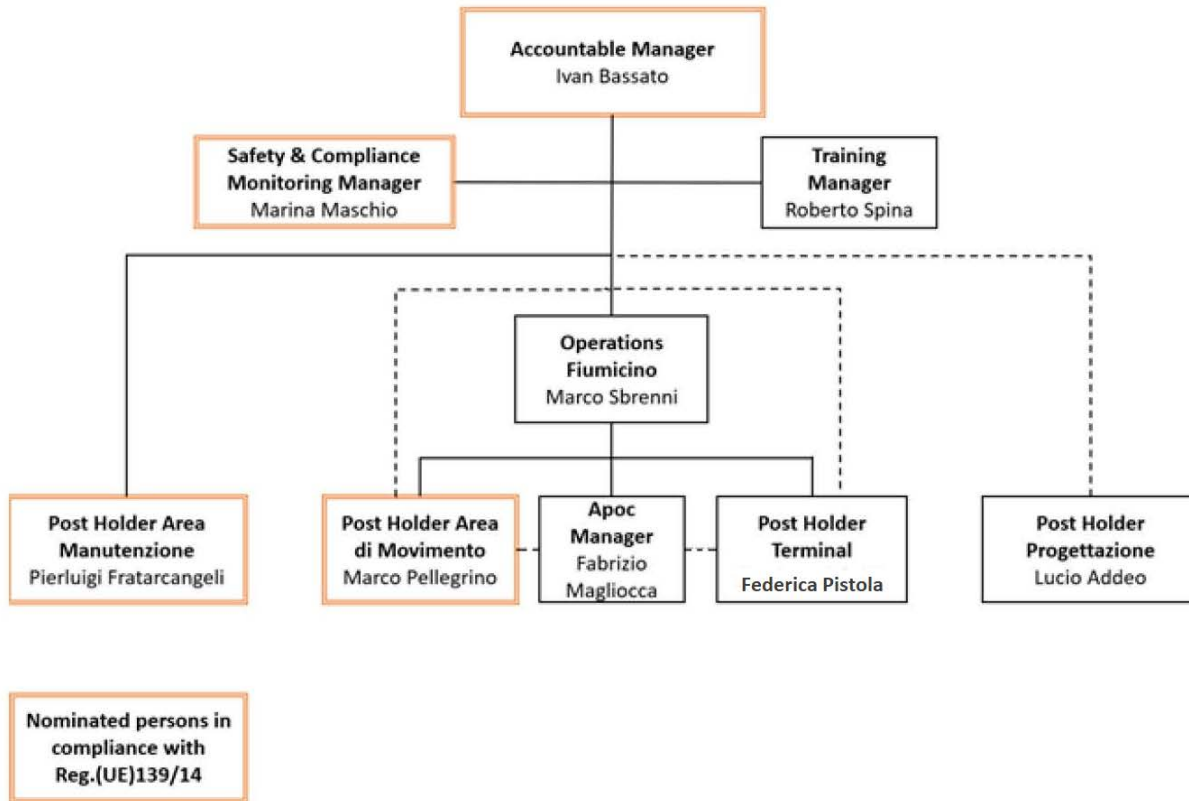 Accountable Manager
Ivan Bassato
Safety & Compliance
Monitoring Manager
Marina Maschio
Training
Manager
Roberto Spina
Operations
Fiumicino
Marco Sbrenni
Post Holder Area
Manutenzione
Pierluigi Fratarcangeli
Post Holder Area
di Movimento
Marco Pellegrino
Apoc
Manager
Fabrizio
Magliocca
Post Holder
Terminal
Federica Pistola
Post Holder
Progettazione
Lucio Addeo
Nominated persons in
compliance with
Reg.(UE)139/14